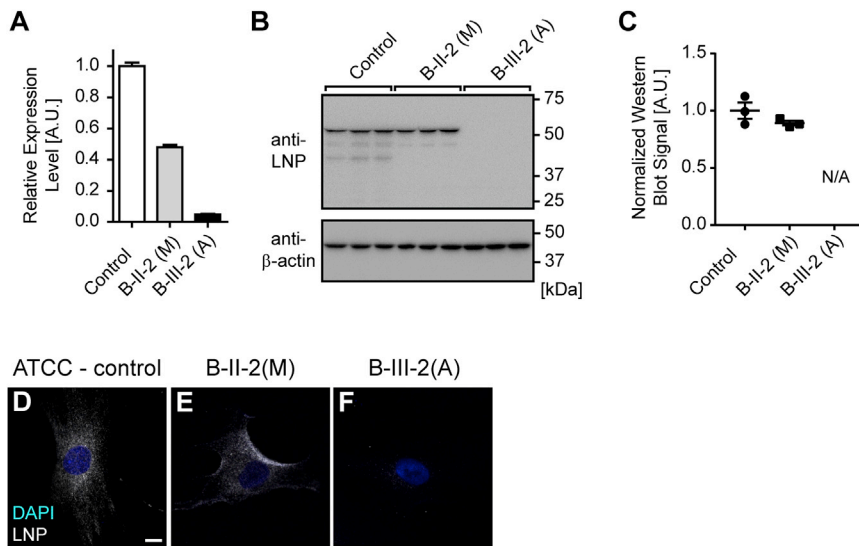 A
Relative Expression
Level [A.U.]
1.0
0.8
0.6
0.4
0.2
0.0
Control
B-II-2 (M)
B-III-2 (A)
B
Control
B-II-2 (M)
B-III-2 (A)
anti-
LNP
75
50
37
25
anti-
β-actin
50
37
[kDa]
C
Normalized Western
Blot Signal [A.U.]
1.5
1.0
0.5
0.0
N/A
Control
B-II-2 (M)
B-III-2 (A)
ATCC - control
B-II-2(M)
B-III-2(A)
D
E
F
DAPI
LNP